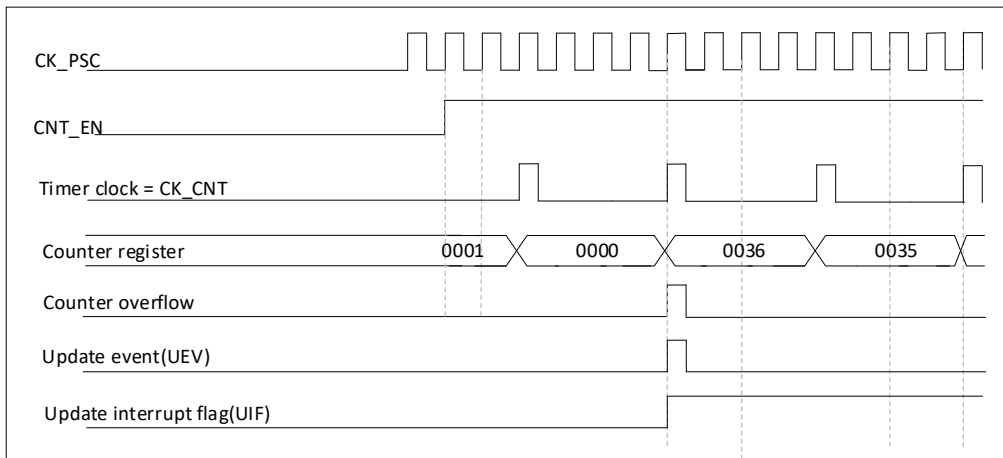 CK_PSC
CNT_EN
Timer clock = CK_CNT
Counter register 0001 0000 0036 0035
Counter overflow
Update event(UEV)
Update interrupt flag(UIF)